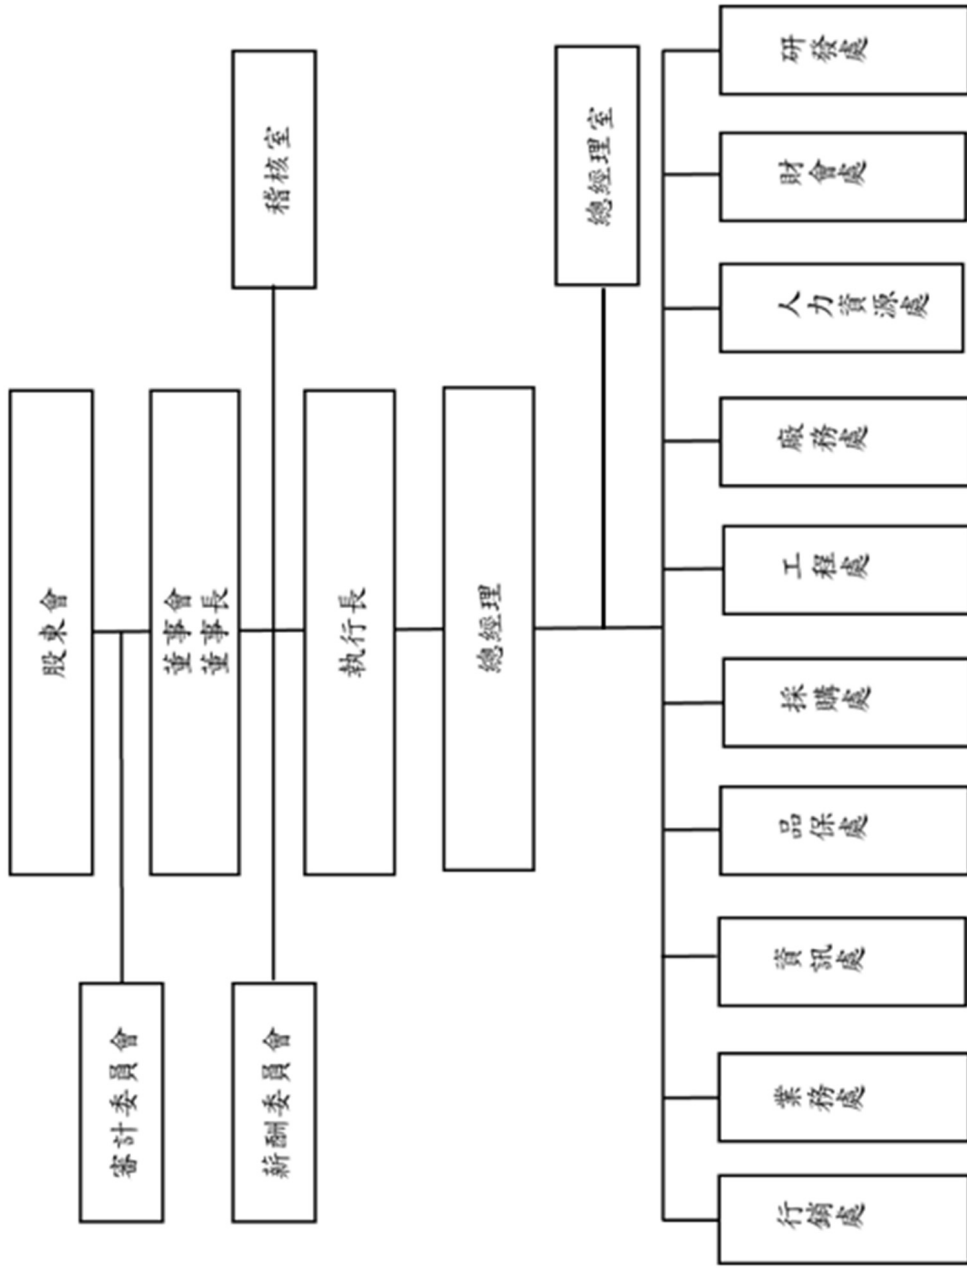 股東會
審計委員會
董事會
董事長
薪酬委員會
稽核室
執行長
總經理
總經理室
行銷處
業務處
資訊處
品保處
採購處
工程處
廠務處
人力資源處
財會處
研發處